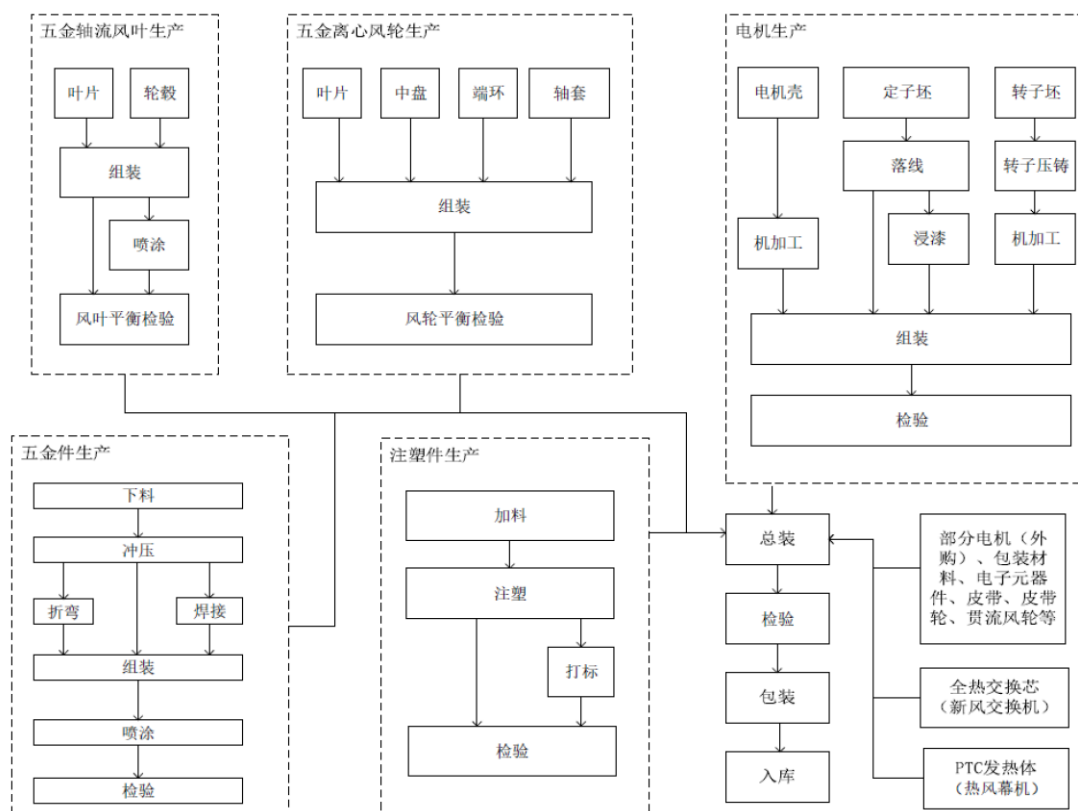 五金轴流风叶生产
叶片
轮毂
组装
喷涂
风叶平衡检验
五金离心风轮生产
叶片
中盘
端环
轴套
组装
风轮平衡检验
电机生产
电机壳
定子坯
转子坯
落线
转子压铸
机加工
浸漆
机加工
组装
检验
五金件生产
下料
冲压
折弯
焊接
组装
喷涂
检验
注塑件生产
加料
注塑
打标
检验
总装
检验
包装
入库
部分电机（外
购）、包装材
料、电子元器
件、皮带、皮带
轮、贯流风轮等
全热交换芯
（新风交换机）
PTC发热体
（热风幕机）